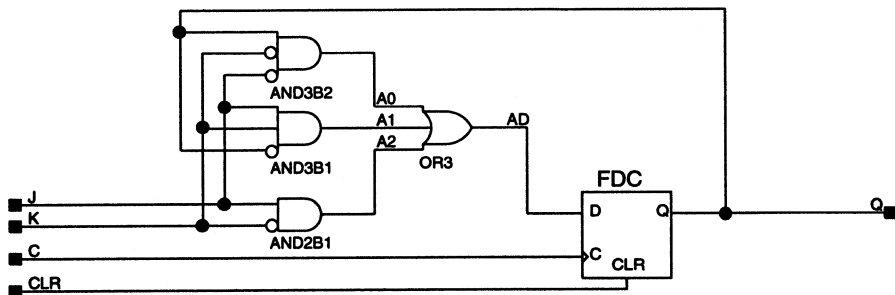 AND3B2
A0
A1
AD
A2
AND3B1
OR3
FDC
J
K
D
Q
Q
AND2B1
C
C
CLR
CLR